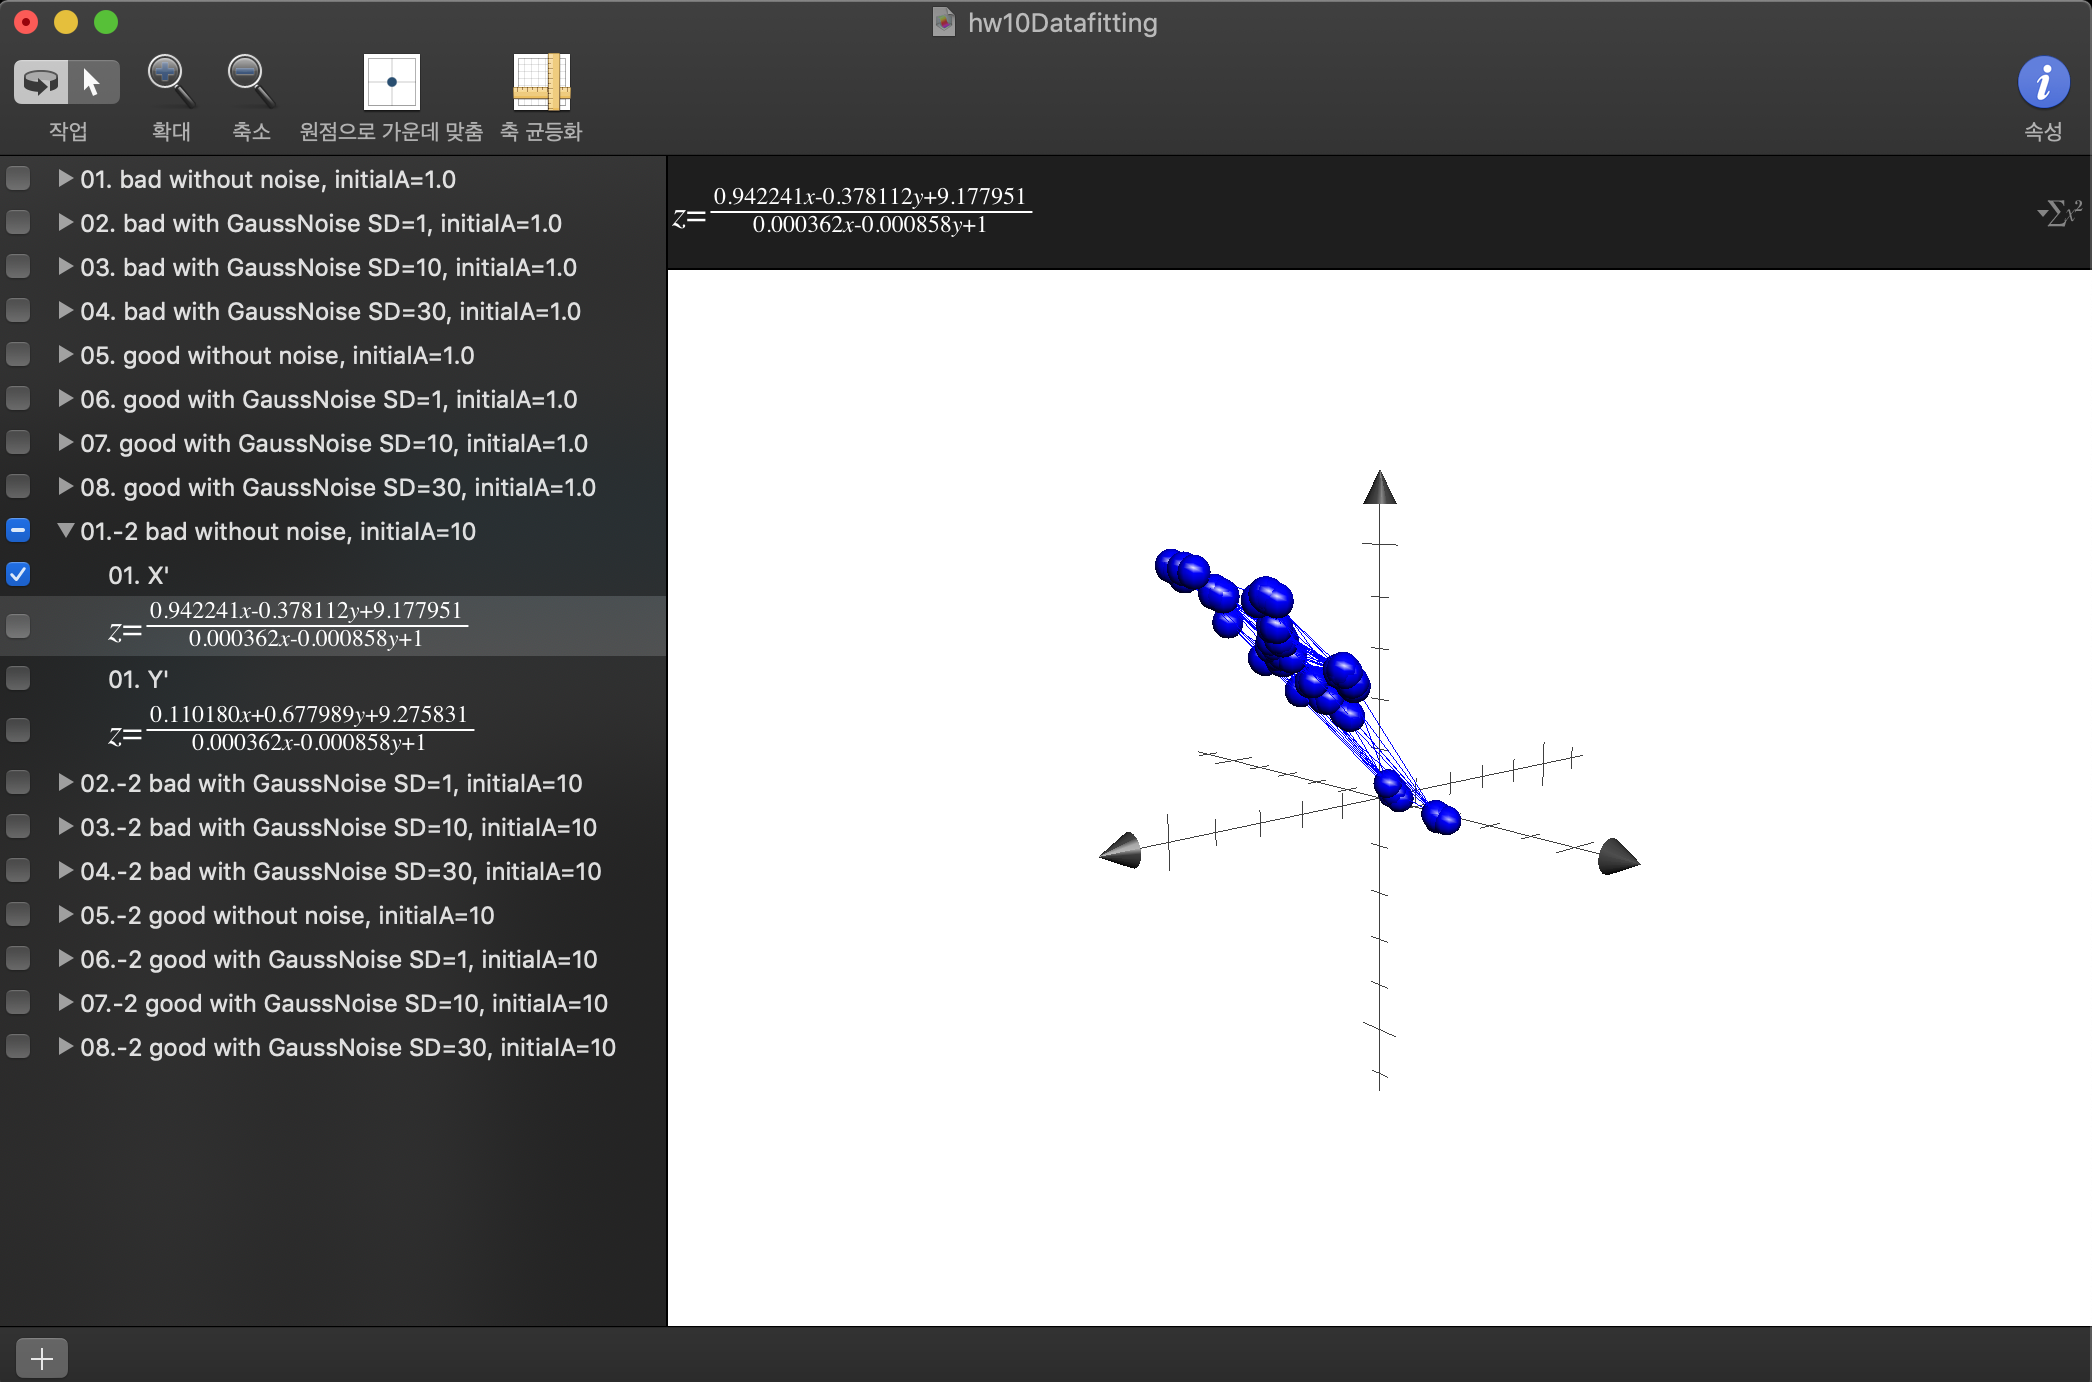 hw10Datafitting
작업 확대 축소 원점으로 가운데 맞춤 축 균등화 속성
01. bad without noise, initialA=1.0
02. bad with GaussNoise SD=1, initialA=1.0
03. bad with GaussNoise SD=10, initialA=1.0
04. bad with GaussNoise SD=30, initialA=1.0
05. good without noise, initialA=1.0
06. good with GaussNoise SD=1, initialA=1.0
07. good with GaussNoise SD=10, initialA=1.0
08. good with GaussNoise SD=30, initialA=1.0
01.-2 bad without noise, initialA=10
01. X'
z=
0.942241x-0.378112y+9.177951
0.000362x-0.000858y+1
01. Y'
z=
0.110180x+0.677989y+9.275831
0.000362x-0.000858y+1
02.-2 bad with GaussNoise SD=1, initialA=10
03.-2 bad with GaussNoise SD=10, initialA=10
04.-2 bad with GaussNoise SD=30, initialA=10
05.-2 good without noise, initialA=10
06.-2 good with GaussNoise SD=1, initialA=10
07.-2 good with GaussNoise SD=10, initialA=10
08.-2 good with GaussNoise SD=30, initialA=10
z=
0.942241x-0.378112y+9.177951
0.000362x-0.000858y+1
Σx²